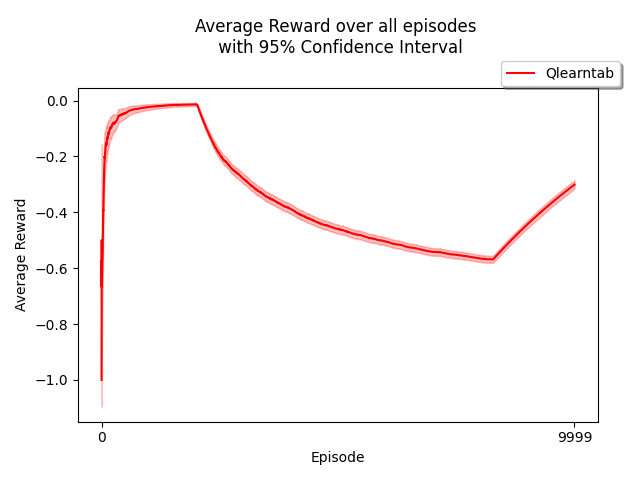 Average Reward over all episodes
with 95% Confidence Interval
Qlearntab
0.0
−0.2
−0.4
−0.6
−0.8
−1.0
Average Reward
0
9999
Episode